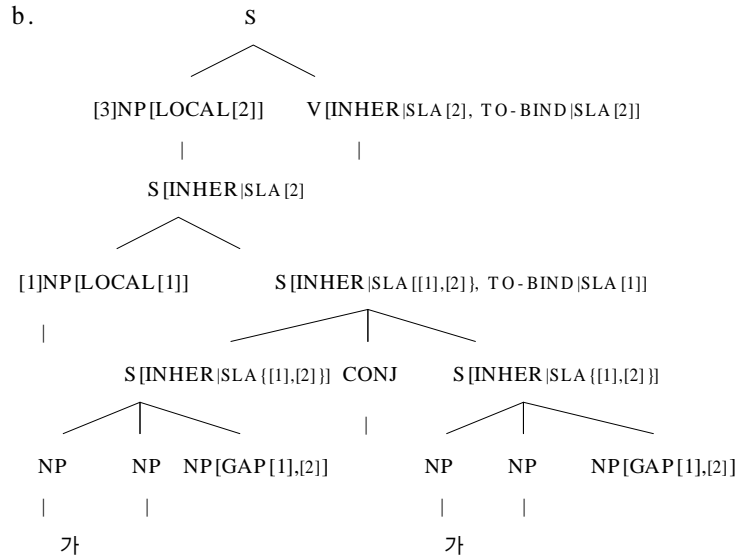 b. S
[3]NP[LOCAL[2]] V[INHER|SLA[2], TO-BIND|SLA[2]]
| |
S[INHER|SLA[2]
[1]NP[LOCAL[1]] S[INHER|SLA[[1],[2]}, TO-BIND|SLA[1]]
|
S[INHER|SLA{[1],[2]}] CONJ S[INHER|SLA{[1],[2]}]
|
NP NP NP[GAP[1],[2]] NP NP NP[GAP[1],[2]]
| | | |
가 가